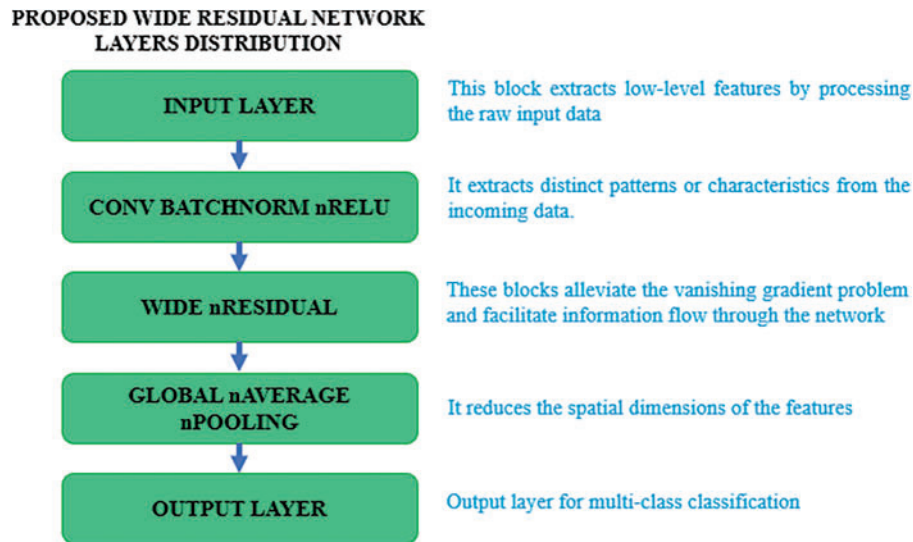 PROPOSED WIDE RESIDUAL NETWORK
LAYERS DISTRIBUTION
INPUT LAYER
This block extracts low-level features by processing
the raw input data
CONV BATCHNORM nRELU
It extracts distinct patterns or characteristics from the
incoming data.
WIDE nRESIDUAL
These blocks alleviate the vanishing gradient problem
and facilitate information flow through the network
GLOBAL nAVERAGE
nPOOLING
It reduces the spatial dimensions of the features
OUTPUT LAYER
Output layer for multi-class classification